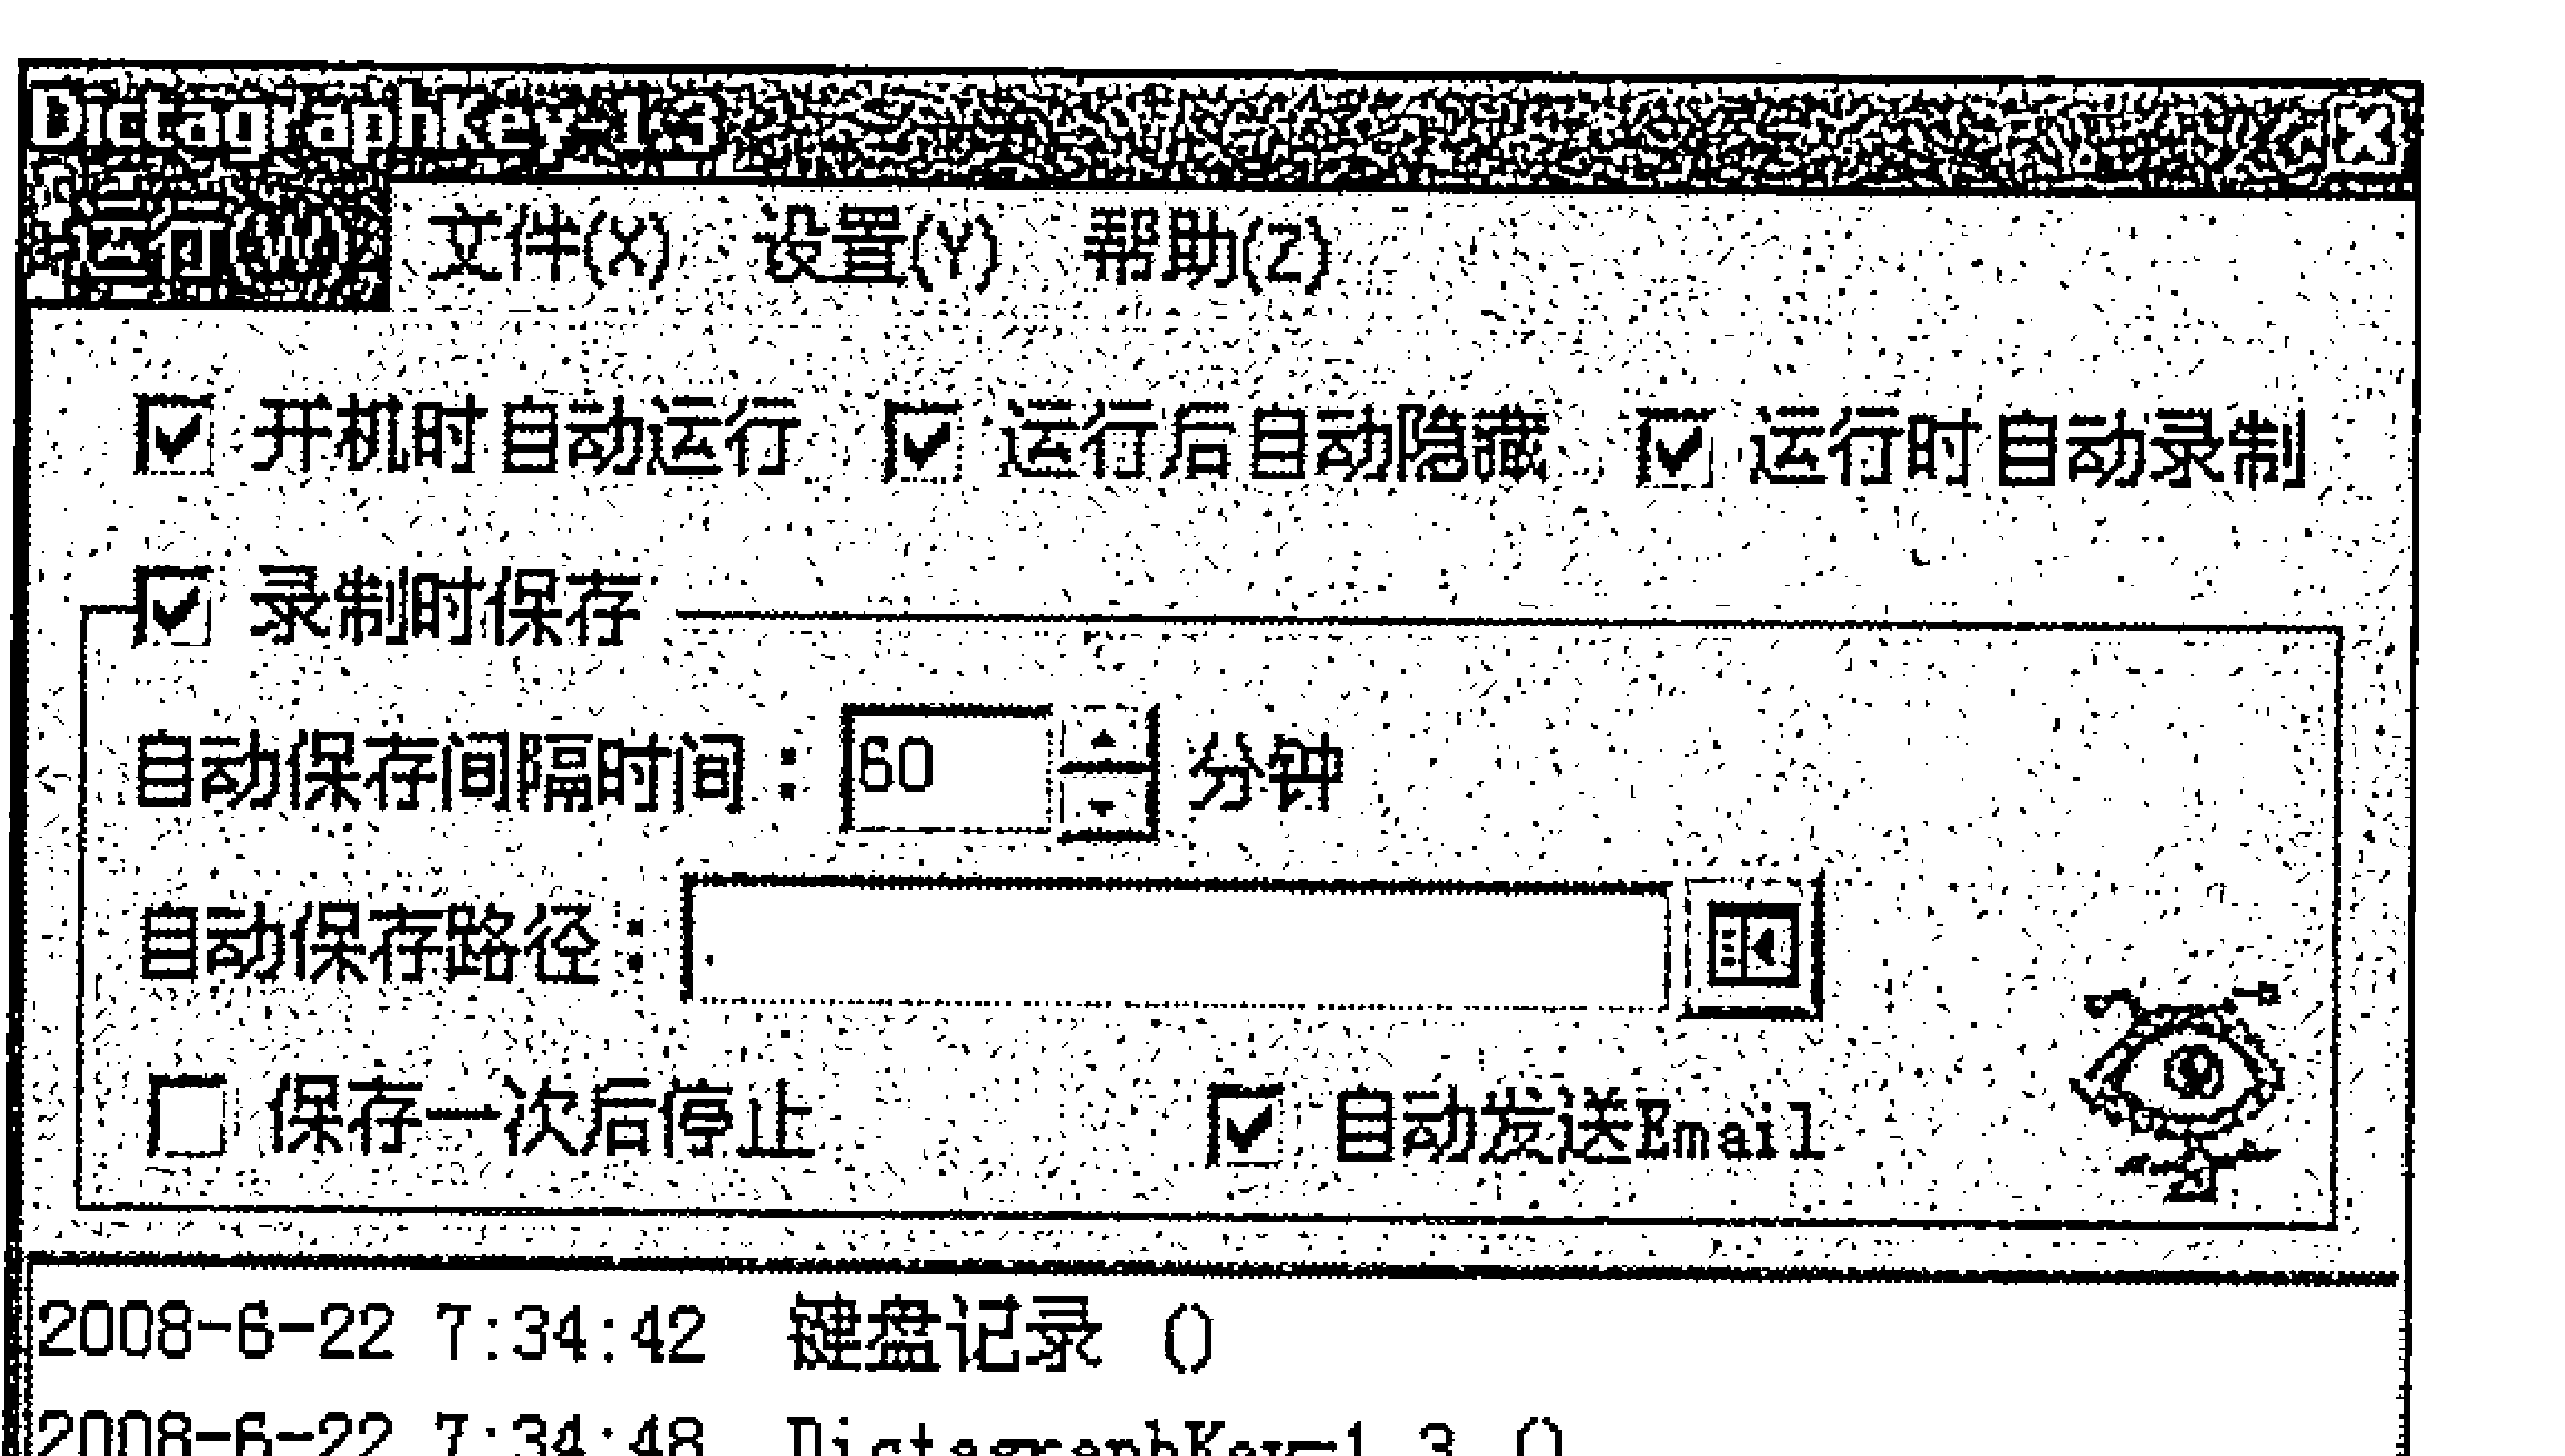 DictagraphKey-1.3
运行(W) 文件(X) 设置(Y) 帮助(Z)
开机时自动运行 运行后自动隐藏 运行时自动录制
录制时保存
自动保存间隔时间： 60 分钟
自动保存路径：
保存一次后停止 自动发送Email
2008-6-22 7:34:42 键盘记录 ()
2008-6-22 7:34:48 DictagraphKey-1.3 ()